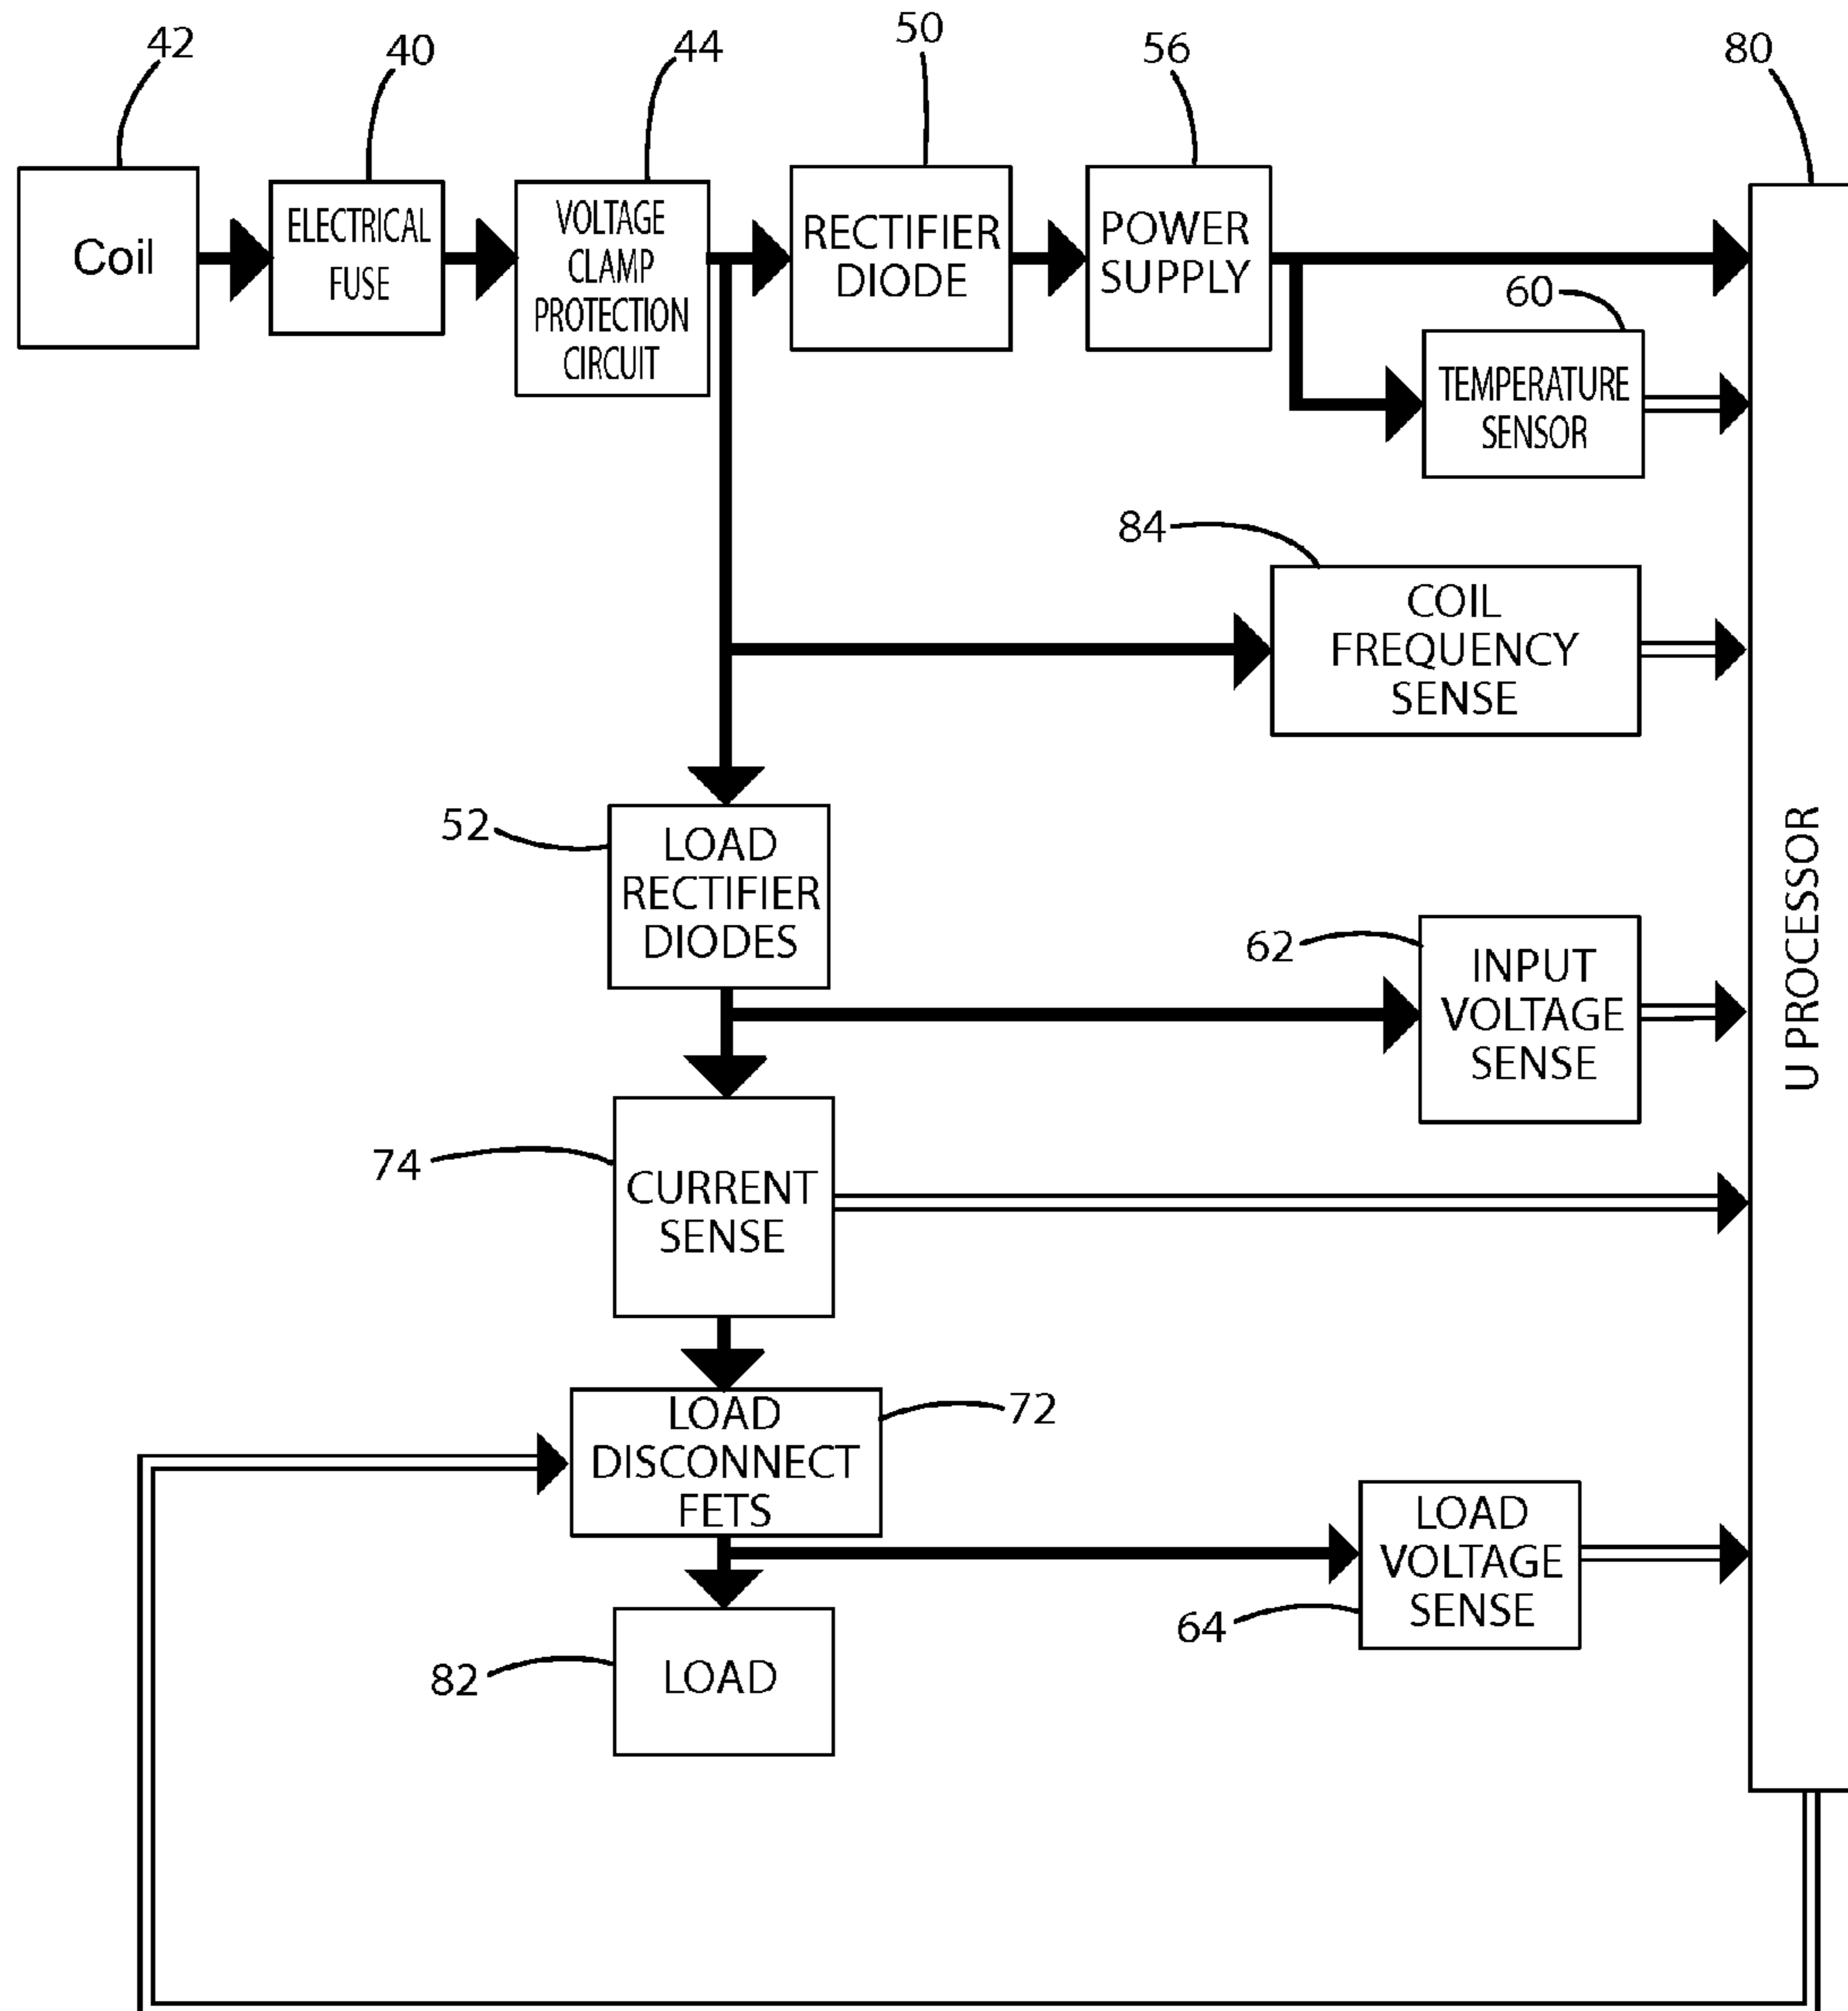 42
40
44
50
56
80
Coil
ELECTRICAL
FUSE
VOLTAGE
CLAMP
PROTECTION
CIRCUIT
RECTIFIER
DIODE
POWER
SUPPLY
60
TEMPERATURE
SENSOR
84
COIL
FREQUENCY
SENSE
52
LOAD
RECTIFIER
DIODES
62
INPUT
VOLTAGE
SENSE
U PROCESSOR
74
CURRENT
SENSE
72
LOAD
DISCONNECT
FETS
LOAD
VOLTAGE
SENSE
64
82
LOAD